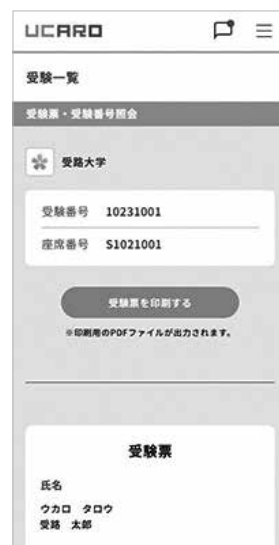 UCARO
受験一覧
受験票・受験番号照会
受路大学
受験番号 10231001
座席番号 S1021001
受験票を印刷する
※印刷用のPDFファイルが出力されます。
受験票
氏名
ウカロ タロウ
受路 太郎